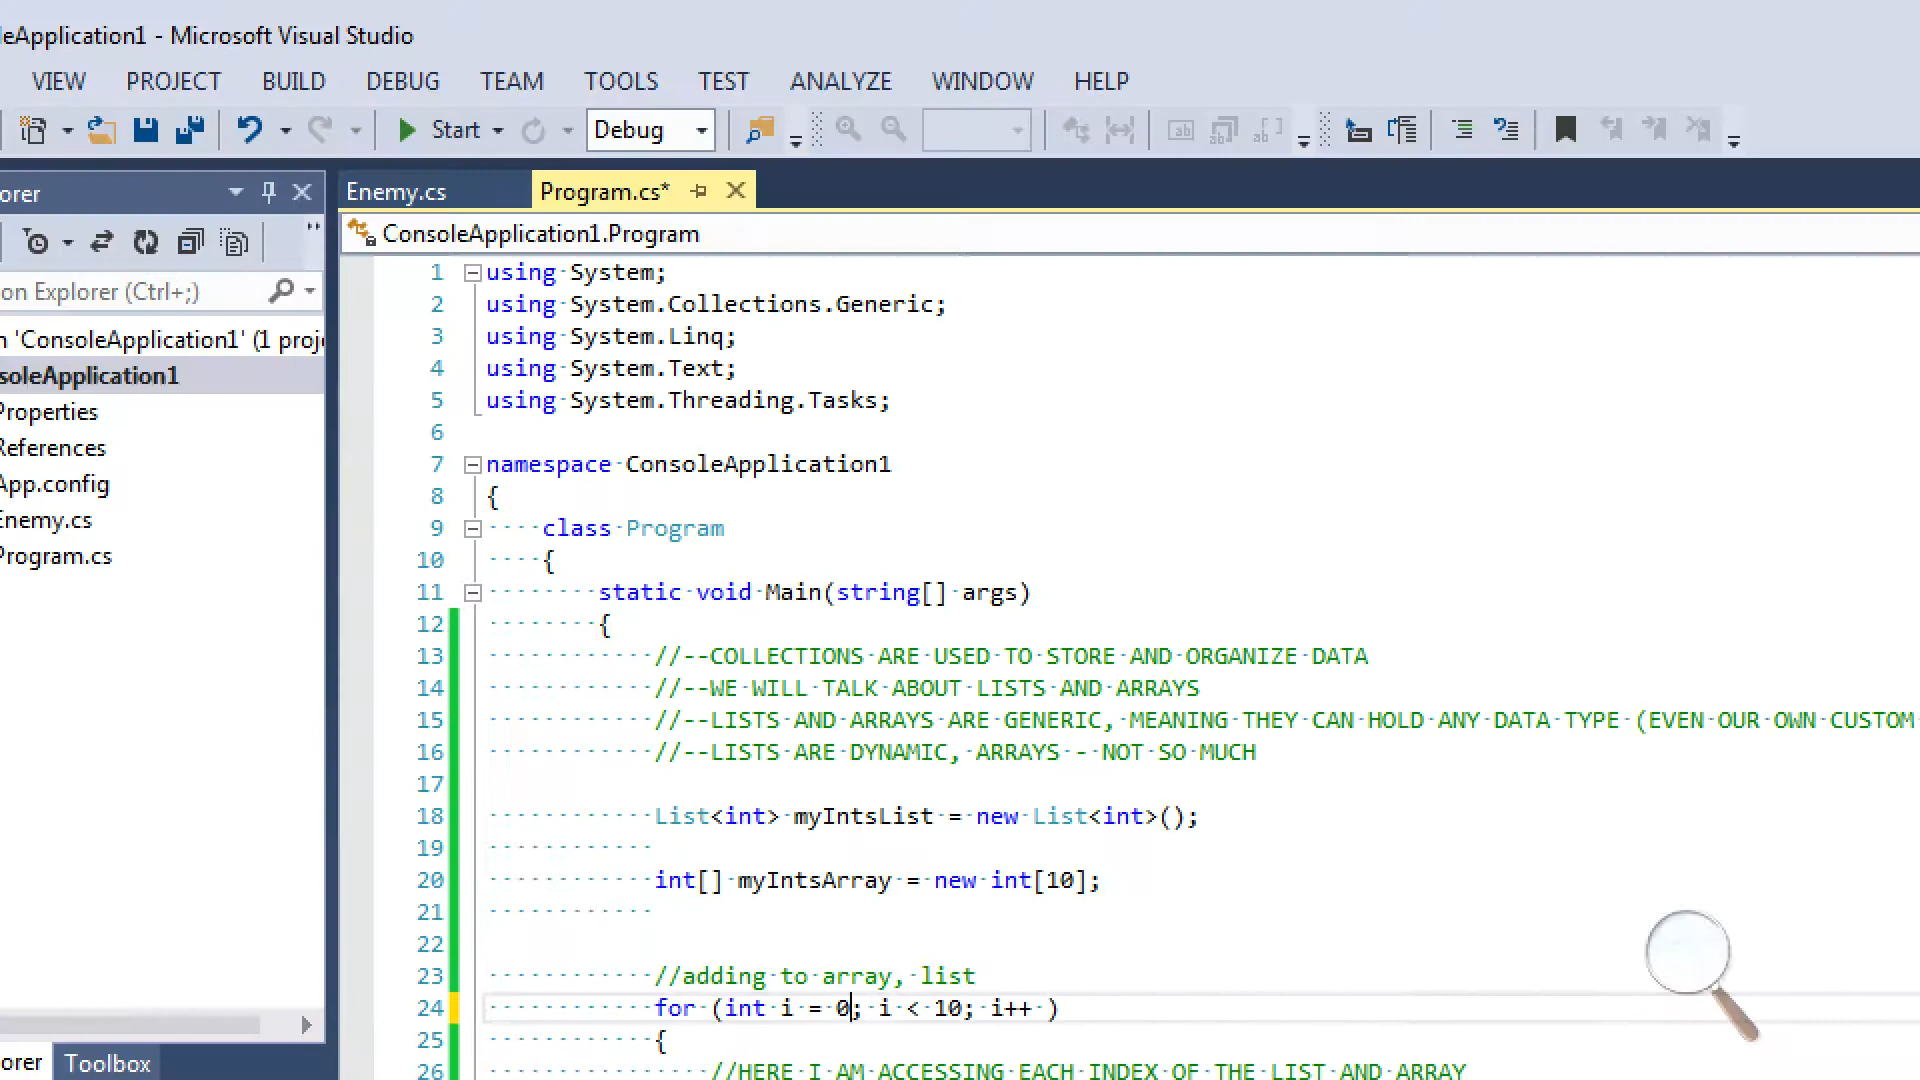 leApplication1 - Microsoft Visual Studio
VIEW PROJECT BUILD DEBUG TEAM TOOLS TEST ANALYZE WINDOW HELP
Start Debug
orer
Enemy.cs Program.cs*
ConsoleApplication1.Program
on Explorer (Ctrl+;)
n 'ConsoleApplication1' (1 proje
soleApplication1
Properties
References
App.config
Enemy.cs
Program.cs
1 using System;
2 using System.Collections.Generic;
3 using System.Linq;
4 using System.Text;
5 using System.Threading.Tasks;
6
7 namespace ConsoleApplication1
8 {
9 class Program
10 {
11 static void Main(string[] args)
12 {
13 //--COLLECTIONS ARE USED TO STORE AND ORGANIZE DATA
14 //--WE WILL TALK ABOUT LISTS AND ARRAYS
15 //--LISTS AND ARRAYS ARE GENERIC, MEANING THEY CAN HOLD ANY DATA TYPE (EVEN OUR OWN CUSTOM
16 //--LISTS ARE DYNAMIC, ARRAYS - NOT SO MUCH
17
18 List<int> myIntsList = new List<int>();
19
20 int[] myIntsArray = new int[10];
21
22
23 //adding to array, list
24 for (int i = 0; i < 10; i++ )
25 {
26 //HERE I AM ACCESSING EACH INDEX OF THE LIST AND ARRAY
orer Toolbox